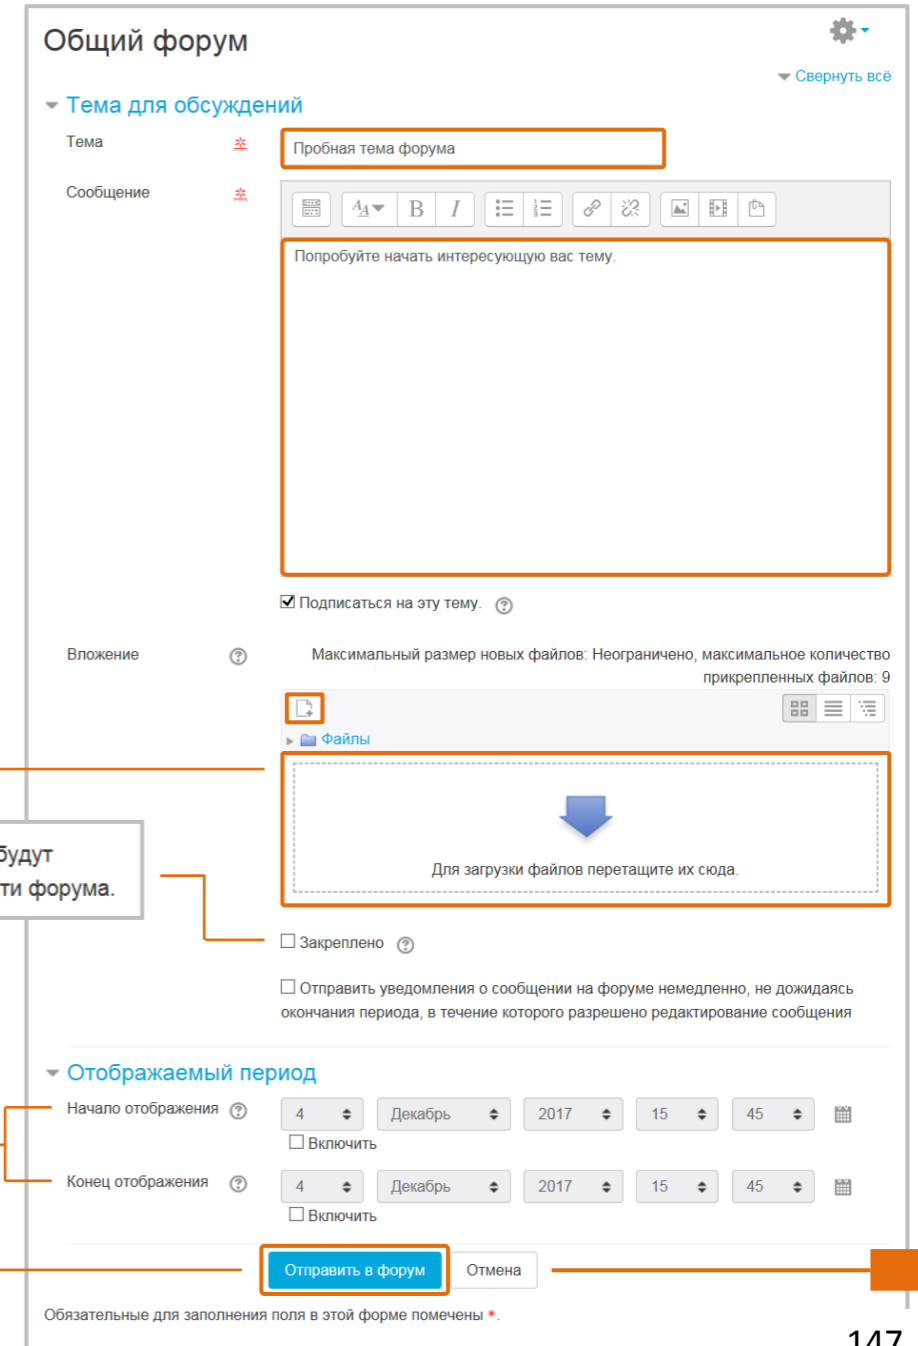 Общий форум
Свернуть всё
Тема для обсуждений
Тема
Пробная тема форума
Сообщение
Попробуйте начать интересующую вас тему.
Подписаться на эту тему.
Вложение
Максимальный размер новых файлов: Неограничено, максимальное количество
прикрепленных файлов: 9
Файлы
Для загрузки файлов перетащите их сюда.
будут
ти форума.
Закреплено
Отправить уведомления о сообщении на форуме немедленно, не дожидаясь
окончания периода, в течение которого разрешено редактирование сообщения
Отображаемый период
Начало отображения 4 Декабрь 2017 15 45
Включить
Конец отображения 4 Декабрь 2017 15 45
Включить
Отправить в форум Отмена
Обязательные для заполнения поля в этой форме помечены *.
147